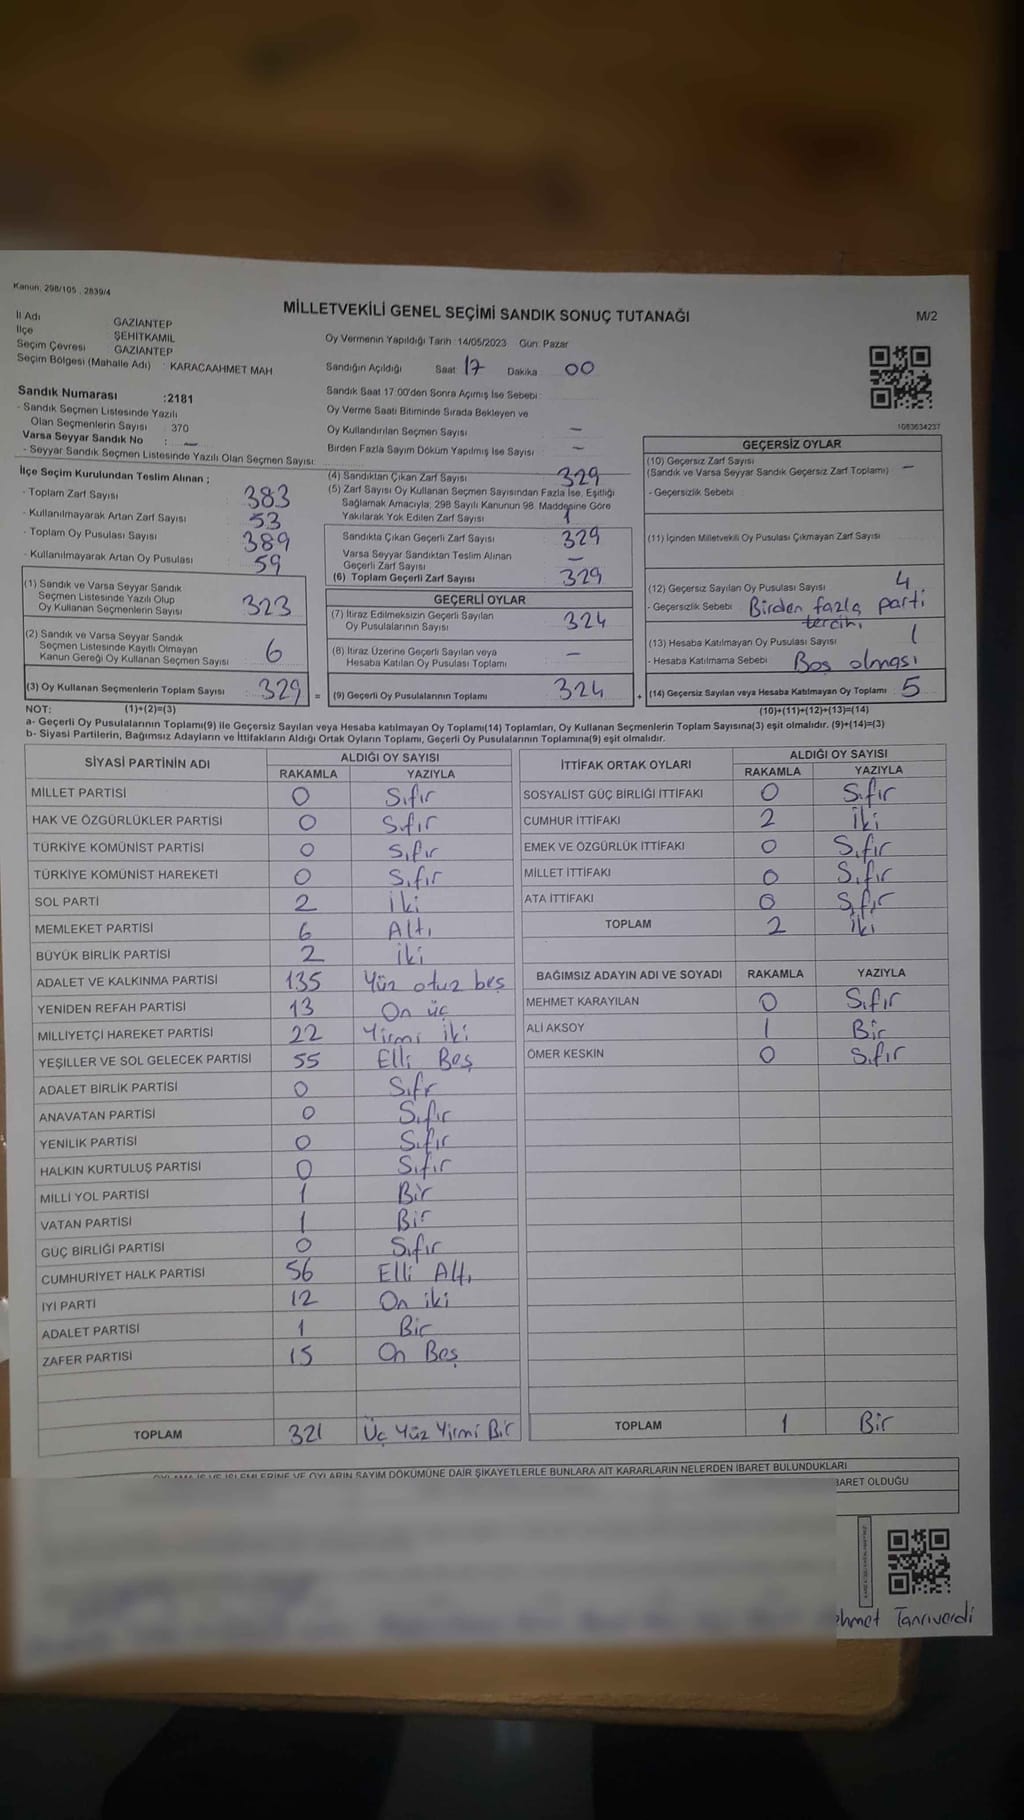 Kanun: 298/105 , 2839/4
MİLLETVEKİLİ GENEL SEÇİMİ SANDIK SONUÇ TUTANAĞI
M/2
İl Adı GAZİANTEP
İlçe ŞEHİTKAMİL
Seçim Çevresi GAZİANTEP
Seçim Bölgesi (Mahalle Adı) : KARACAAHMET MAH
Oy Vermenin Yapıldığı Tarih :14/05/2023 Gün: Pazar
Sandığın Açıldığı Saat 17 Dakika 00
Sandık Saat 17:00'den Sonra Açımış İse Sebebi :
Oy Verme Saati Bitiminde Sırada Bekleyen ve
Oy Kullandırılan Seçmen Sayısı –
Birden Fazla Sayım Döküm Yapılmış İse Sayısı –
Sandık Numarası :2181
- Sandık Seçmen Listesinde Yazılı
Olan Seçmenlerin Sayısı : 370
Varsa Seyyar Sandık No : –
- Seyyar Sandık Seçmen Listesinde Yazılı Olan Seçmen Sayısı:
İlçe Seçim Kurulundan Teslim Alınan ;
- Toplam Zarf Sayısı 383
- Kullanılmayarak Artan Zarf Sayısı 53
- Toplam Oy Pusulası Sayısı 389
- Kullanılmayarak Artan Oy Pusulası 59
(1) Sandık ve Varsa Seyyar Sandık
Seçmen Listesinde Yazılı Olup
Oy Kullanan Seçmenlerin Sayısı 323
(2) Sandık ve Varsa Seyyar Sandık
Seçmen Listesinde Kayıtlı Olmayan
Kanun Gereği Oy Kullanan Seçmen Sayısı 6
(3) Oy Kullanan Seçmenlerin Toplam Sayısı 329 =
(4) Sandıktan Çıkan Zarf Sayısı 329
(5) Zarf Sayısı Oy Kullanan Seçmen Sayısından Fazla İse, Eşitliği
Sağlamak Amacıyla; 298 Sayılı Kanunun 98. Maddesine Göre
Yakılarak Yok Edilen Zarf Sayısı 1
Sandıkta Çıkan Geçerli Zarf Sayısı 329
Varsa Seyyar Sandıktan Teslim Alınan
Geçerli Zarf Sayısı –
(6) Toplam Geçerli Zarf Sayısı 329
GEÇERLİ OYLAR
(7) İtiraz Edilmeksizin Geçerli Sayılan
Oy Pusulalarının Sayısı 324
(8) İtiraz Üzerine Geçerli Sayılan veya
Hesaba Katılan Oy Pusulası Toplamı –
(9) Geçerli Oy Pusulalarının Toplamı 324 +
1083634237
GEÇERSİZ OYLAR
(10) Geçersiz Zarf Sayısı
(Sandık ve Varsa Seyyar Sandık Geçersiz Zarf Toplamı) –
- Geçersizlik Sebebi
(11) İçinden Milletvekili Oy Pusulası Çıkmayan Zarf Sayısı
(12) Geçersiz Sayılan Oy Pusulası Sayısı 4
- Geçersizlik Sebebi Birden fazla parti
tercihi
(13) Hesaba Katılmayan Oy Pusulası Sayısı 1
- Hesaba Katılmama Sebebi Boş olması
(14) Geçersiz Sayılan veya Hesaba Katılmayan Oy Toplamı 5
NOT: (1)+(2)=(3)
(10)+(11)+(12)+(13)=(14)
a- Geçerli Oy Pusulalarının Toplamı(9) ile Geçersiz Sayılan veya Hesaba katılmayan Oy Toplamı(14) Toplamları, Oy Kullanan Seçmenlerin Toplam Sayısına(3) eşit olmalıdır. (9)+(14)=(3)
b- Siyasi Partilerin, Bağımsız Adayların ve İttifakların Aldığı Ortak Oyların Toplamı, Geçerli Oy Pusulalarının Toplamına(9) eşit olmalıdır.
SİYASİ PARTİNİN ADI ALDIĞI OY SAYISI
RAKAMLA YAZIYLA
MİLLET PARTİSİ 0 Sıfır
HAK VE ÖZGÜRLÜKLER PARTİSİ 0 Sıfır
TÜRKİYE KOMÜNİST PARTİSİ 0 Sıfır
TÜRKİYE KOMÜNİST HAREKETİ 0 Sıfır
SOL PARTİ 2 İki
MEMLEKET PARTİSİ 6 Altı
BÜYÜK BİRLİK PARTİSİ 2 İki
ADALET VE KALKINMA PARTİSİ 135 Yüz otuz beş
YENİDEN REFAH PARTİSİ 13 On üç
MİLLİYETÇİ HAREKET PARTİSİ 22 Yirmi İki
YEŞİLLER VE SOL GELECEK PARTİSİ 55 Elli Beş
ADALET BİRLİK PARTİSİ 0 Sıfr
ANAVATAN PARTİSİ 0 Sıfır
YENİLİK PARTİSİ 0 Sıfır
HALKIN KURTULUŞ PARTİSİ 0 Sıfır
MİLLİ YOL PARTİSİ 1 Bir
VATAN PARTİSİ 1 Bir
GÜÇ BİRLİĞİ PARTİSİ 0 Sıfır
CUMHURİYET HALK PARTİSİ 56 Elli Altı
İYİ PARTİ 12 On iki
ADALET PARTİSİ 1 Bir
ZAFER PARTİSİ 15 On Beş
TOPLAM 321 Üç Yüz Yirmi Bir
İTTİFAK ORTAK OYLARI ALDIĞI OY SAYISI
RAKAMLA YAZIYLA
SOSYALİST GÜÇ BİRLİĞİ İTTİFAKI 0 Sıfır
CUMHUR İTTİFAKI 2 İki
EMEK VE ÖZGÜRLÜK İTTİFAKI 0 Sıfır
MİLLET İTTİFAKI 0 Sıfır
ATA İTTİFAKI 0 Sıfır
TOPLAM 2 İki
BAĞIMSIZ ADAYIN ADI VE SOYADI RAKAMLA YAZIYLA
MEHMET KARAYILAN 0 Sıfır
ALİ AKSOY 1 Bir
ÖMER KESKİN 0 Sıfır
TOPLAM 1 Bir
OYLAMA İŞ VE İŞLEMLERİNE VE OYLARIN SAYIM DÖKÜMÜNE DAİR ŞİKAYETLERLE BUNLARA AİT KARARLARIN NELERDEN İBARET BULUNDUKLARI
BARET OLDUĞU
hmet Tanrıverdi